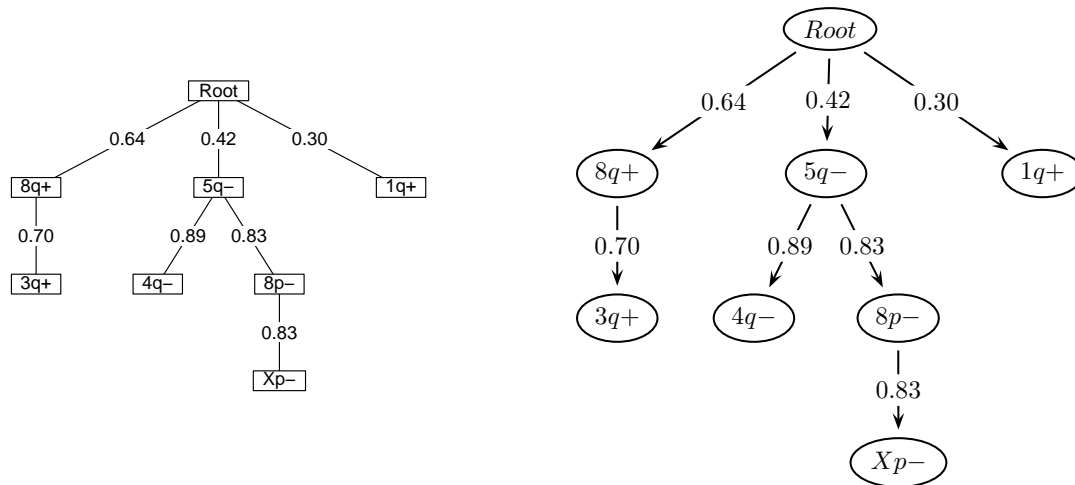 Root
0.64 0.42 0.30
8q+ 5q− 1q+
0.70 0.89 0.83
3q+ 4q− 8p−
0.83
Xp−
Root
0.64 0.42 0.30
8q+ 5q− 1q+
0.70 0.89 0.83
3q+ 4q− 8p−
0.83
Xp−